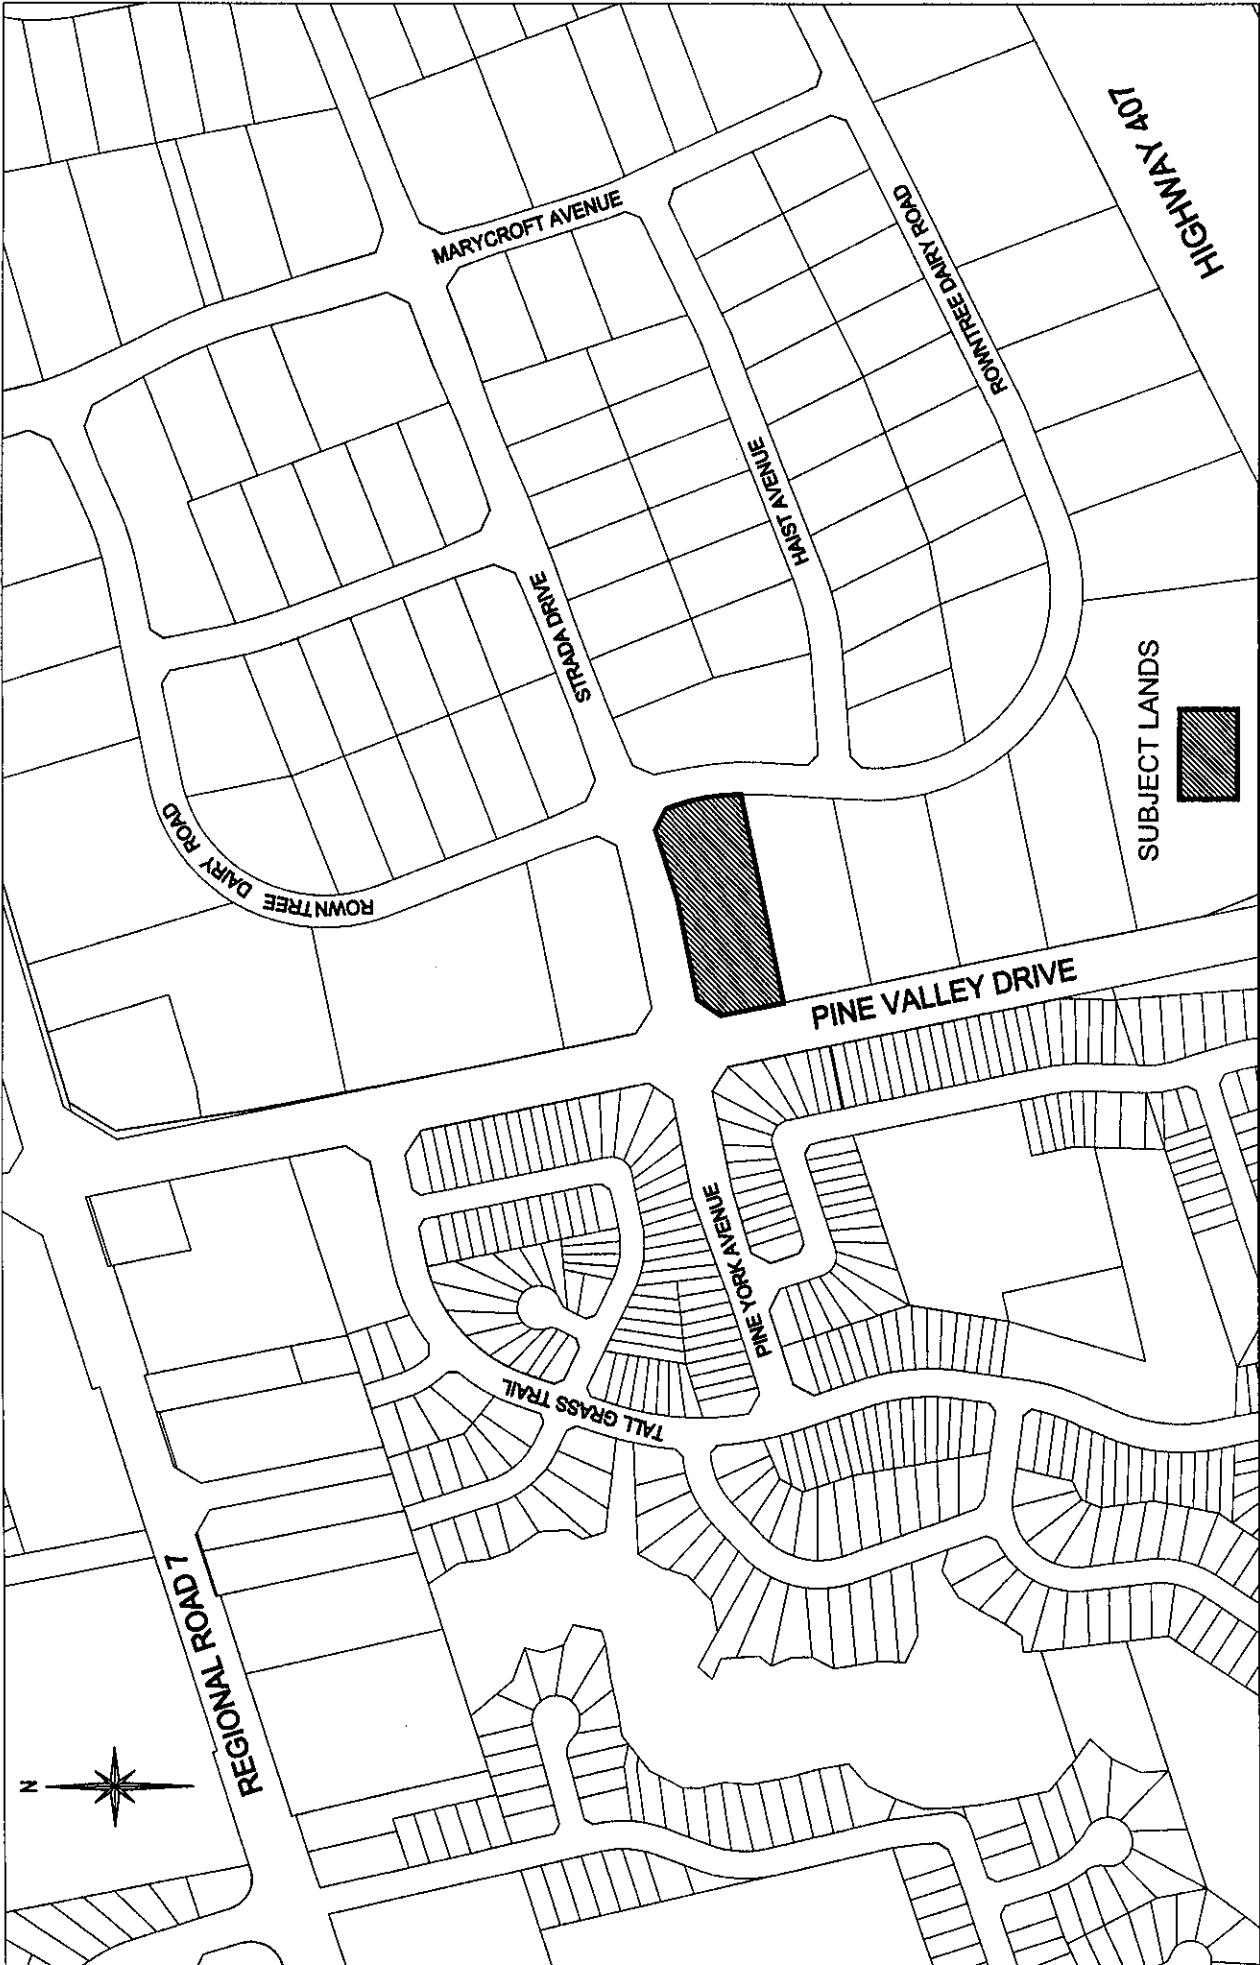 N
REGIONAL ROAD 7
TALL GRASS TRAIL
PINE YORK AVENUE
PINE VALLEY DRIVE
ROWNTREE DAIRY ROAD
STRADA DRIVE
HAIST AVENUE
MARYCROFT AVENUE
ROWNTREE DAIRY ROAD
HIGHWAY 407
SUBJECT LANDS